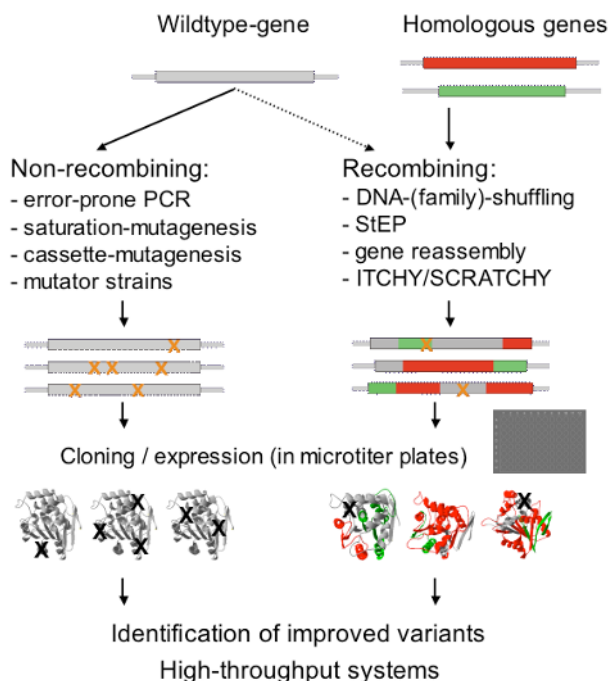 Wildtype-gene
Homologous genes
Non-recombining:
- error-prone PCR
- saturation-mutagenesis
- cassette-mutagenesis
- mutator strains
Recombining:
- DNA-(family)-shuffling
- StEP
- gene reassembly
- ITCHY/SCRATCHY
X
X X X
X X
X
X
Cloning / expression (in microtiter plates)
X X X X X X X X
Identification of improved variants
High-throughput systems